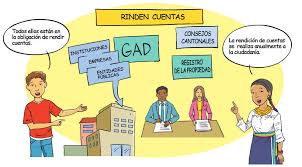 RINDEN CUENTAS
Todos ellos están en
la obligación de rendir
cuentas.
INSTITUCIONES
EMPRESAS
ENTIDADES
PÚBLICAS
GAD
CONSEJOS
CANTONALES
REGISTRO
DE LA PROPIEDAD
La rendición de cuentas
se realiza anualmente a
la ciudadanía.